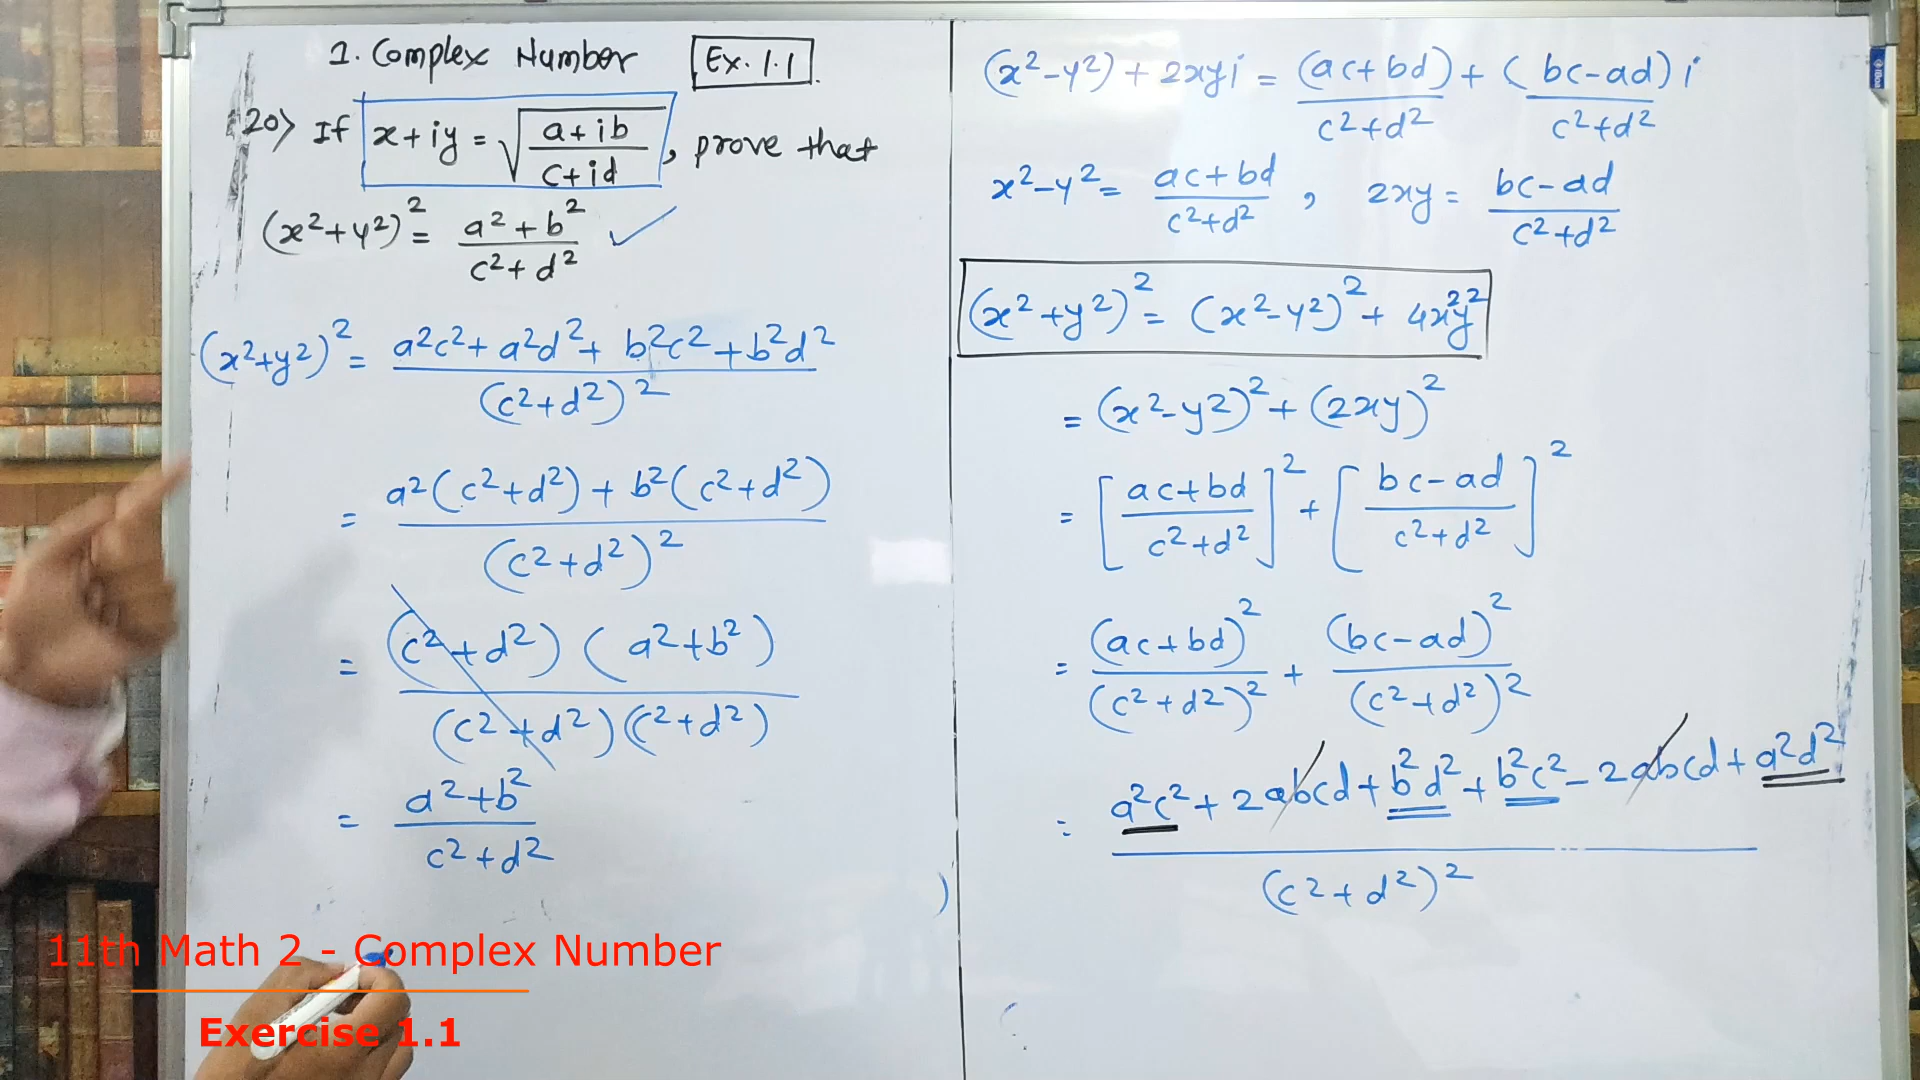 1. Complex Number Ex. 1.1
20) If x+iy = √(a+ib / c+id), prove that
(x²+y²)² = a²+b² / c²+d² ✓
(x²+y²)² = a²c²+a²d²+b²c²+b²d² / (c²+d²)²
= a²(c²+d²)+b²(c²+d²) / (c²+d²)²
= (c²+d²)(a²+b²) / (c²+d²)(c²+d²)
= a²+b² / c²+d²
(x²-y²)+2xyi = (ac+bd) / c²+d² + (bc-ad)i / c²+d²
x²-y² = ac+bd / c²+d² , 2xy = bc-ad / c²+d²
(x²+y²)² = (x²-y²)²+4x²y²
= (x²-y²)²+(2xy)²
= [ac+bd / c²+d²]² + [bc-ad / c²+d²]²
= (ac+bd)² / (c²+d²)² + (bc-ad)² / (c²+d²)²
= a²c²+2abcd+b²d²+b²c²-2abcd+a²d² / (c²+d²)²
11th Math 2 - Complex Number
Exercise 1.1